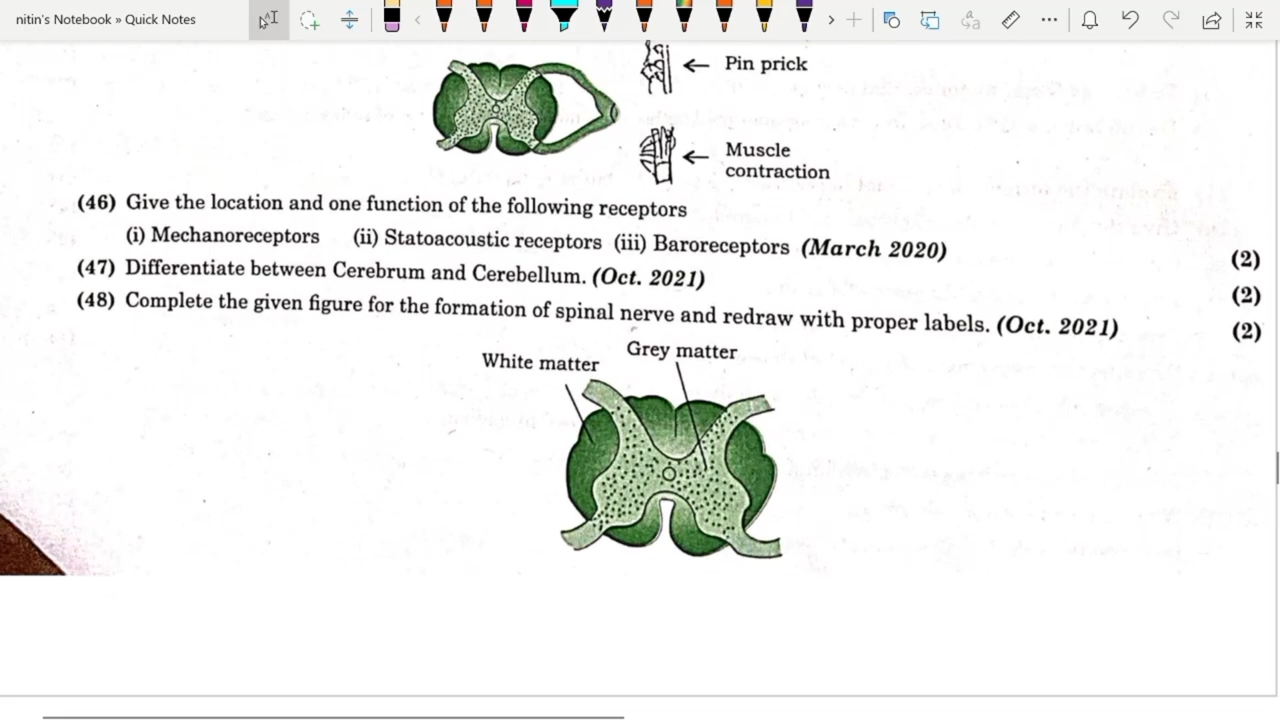 nitin's Notebook » Quick Notes
Pin prick
Muscle
contraction
(46) Give the location and one function of the following receptors
(i) Mechanoreceptors (ii) Statoacoustic receptors (iii) Baroreceptors (March 2020) (2)
(47) Differentiate between Cerebrum and Cerebellum. (Oct. 2021) (2)
(48) Complete the given figure for the formation of spinal nerve and redraw with proper labels. (Oct. 2021) (2)
White matter Grey matter